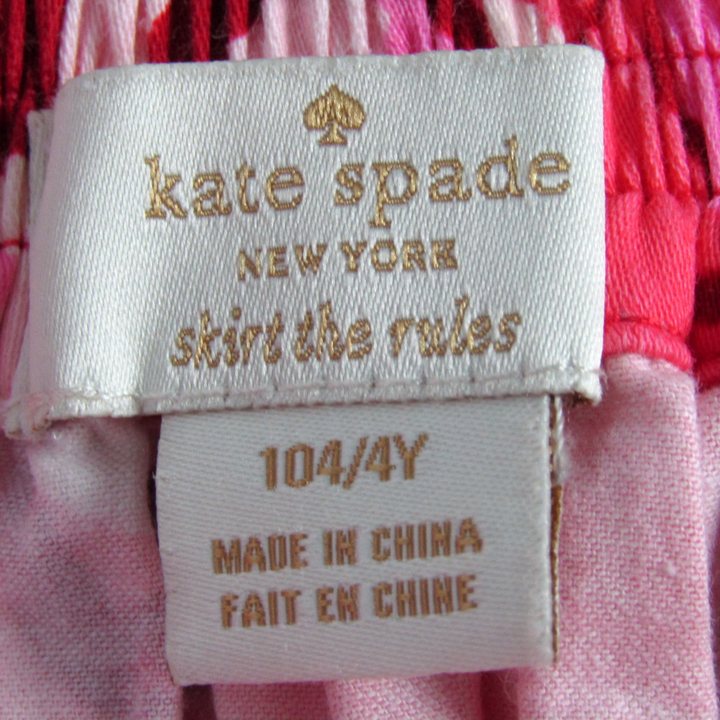 kate spade
NEW YORK
skirt the rules
104/4Y
MADE IN CHINA
FAIT EN CHINE